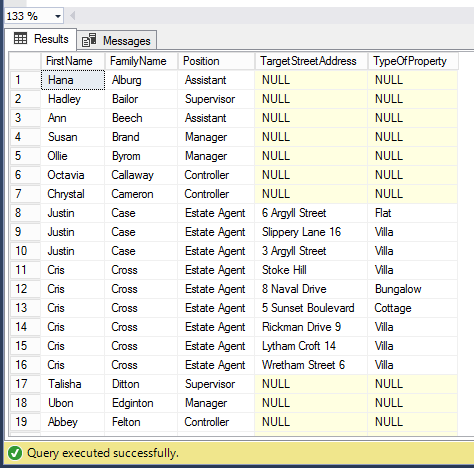 133 %
Results Messages
FirstName FamilyName Position TargetStreetAddress TypeOfProperty
1 Hana Alburg Assistant NULL NULL
2 Hadley Bailor Supervisor NULL NULL
3 Ann Beech Assistant NULL NULL
4 Susan Brand Manager NULL NULL
5 Ollie Byrom Manager NULL NULL
6 Octavia Callaway Controller NULL NULL
7 Chrystal Cameron Controller NULL NULL
8 Justin Case Estate Agent 6 Argyll Street Flat
9 Justin Case Estate Agent Slippery Lane 16 Villa
10 Justin Case Estate Agent 3 Argyll Street Villa
11 Cris Cross Estate Agent Stoke Hill Villa
12 Cris Cross Estate Agent 8 Naval Drive Bungalow
13 Cris Cross Estate Agent 5 Sunset Boulevard Cottage
14 Cris Cross Estate Agent Rickman Drive 9 Villa
15 Cris Cross Estate Agent Lytham Croft 14 Villa
16 Cris Cross Estate Agent Wretham Street 6 Villa
17 Talisha Ditton Supervisor NULL NULL
18 Ubon Edginton Manager NULL NULL
19 Abbey Felton Controller NULL NULL
Query executed successfully.